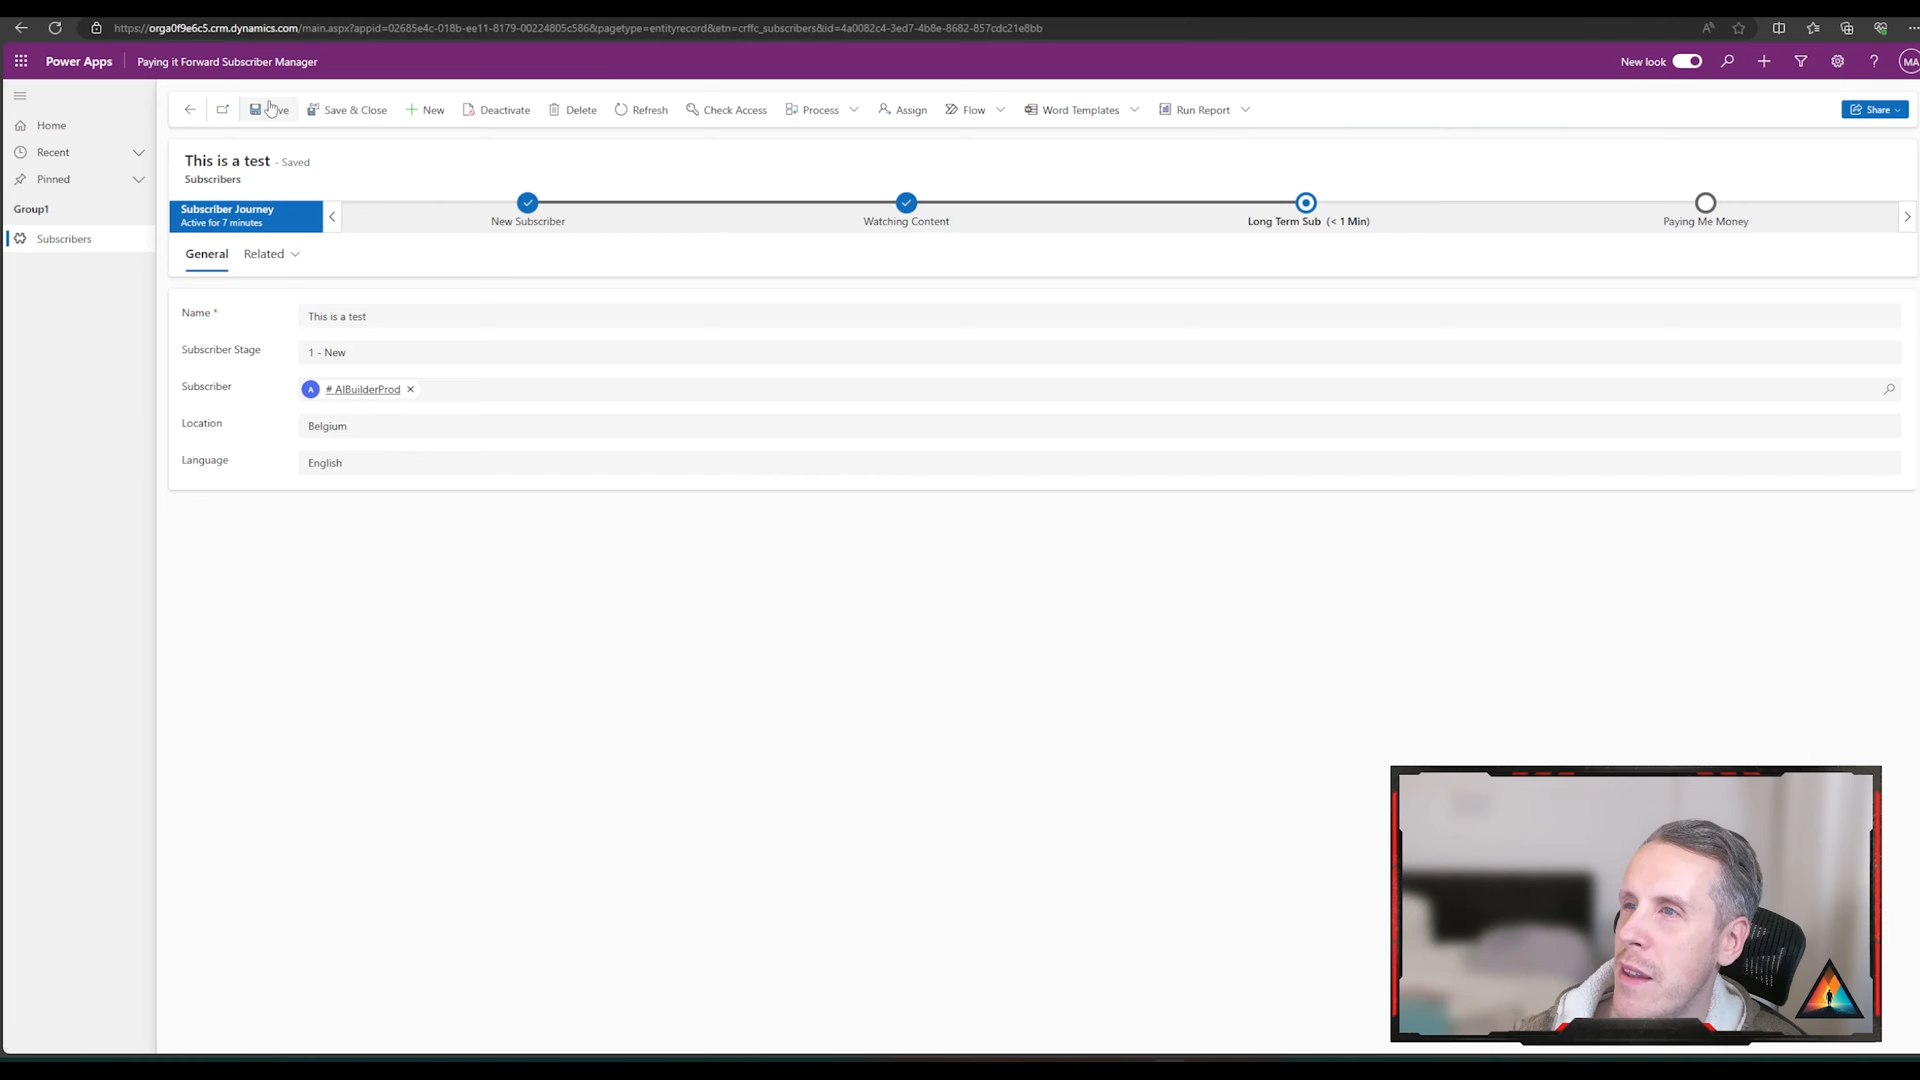 https://orga0f9e6c5.crm.dynamics.com/main.aspx?appid=02685e4c-018b-ee11-8179-00224805c586&pagetype=entityrecord&etn=crffc_subscribers&id=4a0082c4-3ed7-4b8e-8682-857cdc21e8bb
Power Apps Paying it Forward Subscriber Manager New look MA
Save & Close New Deactivate Delete Refresh Check Access Process Assign Flow Word Templates Run Report Share
Home
Recent
Pinned
Group1
Subscribers
This is a test - Saved
Subscribers
Subscriber Journey
Active for 7 minutes
New Subscriber Watching Content Long Term Sub (< 1 Min) Paying Me Money
General Related
Name * This is a test
Subscriber Stage 1 - New
Subscriber A # AIBuilderProd
Location Belgium
Language English